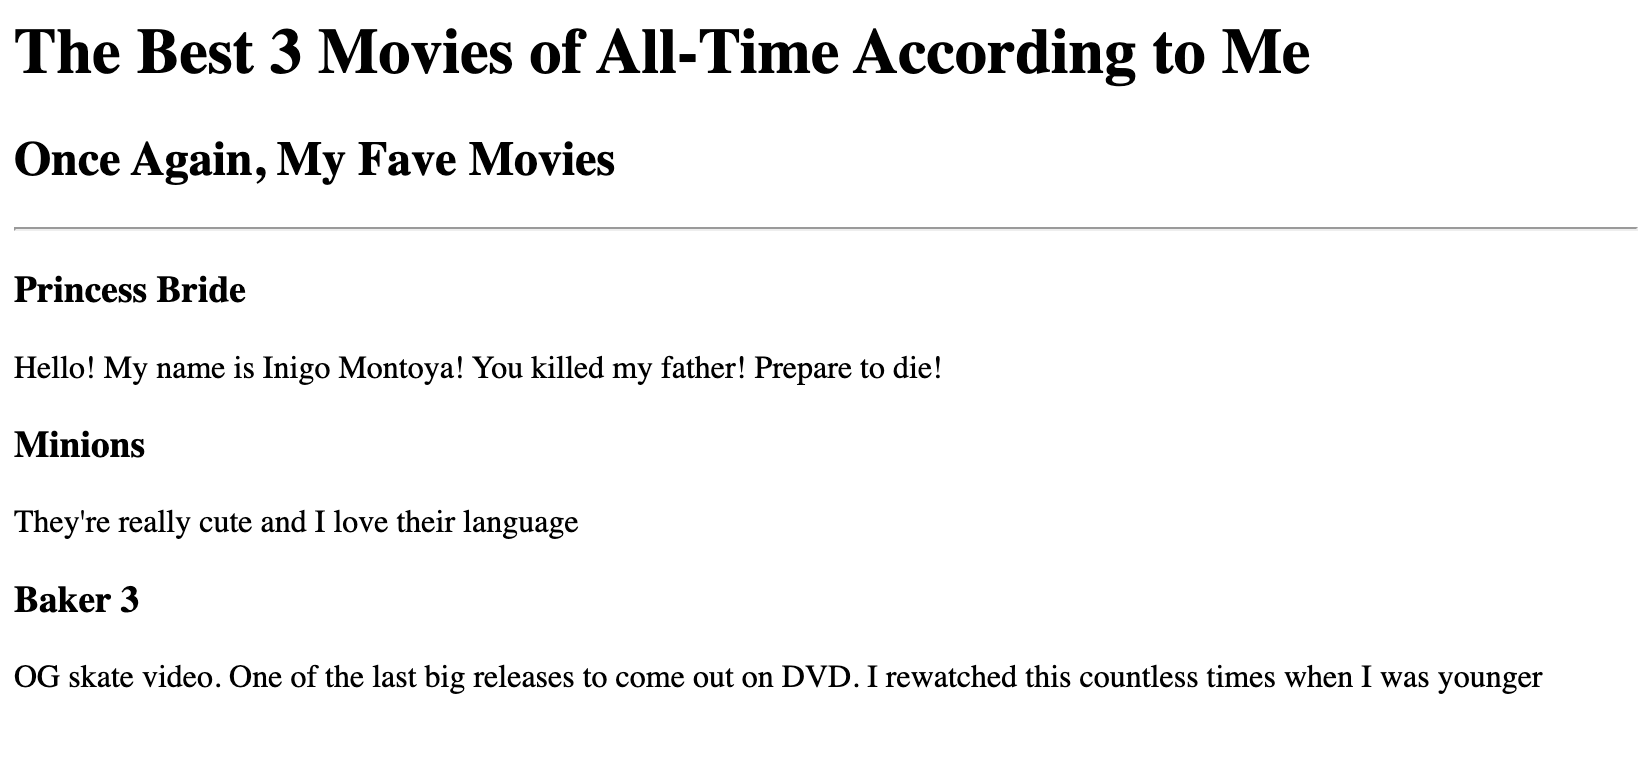 The Best 3 Movies of All-Time According to Me
Once Again, My Fave Movies
Princess Bride
Hello! My name is Inigo Montoya! You killed my father! Prepare to die!
Minions
They're really cute and I love their language
Baker 3
OG skate video. One of the last big releases to come out on DVD. I rewatched this countless times when I was younger